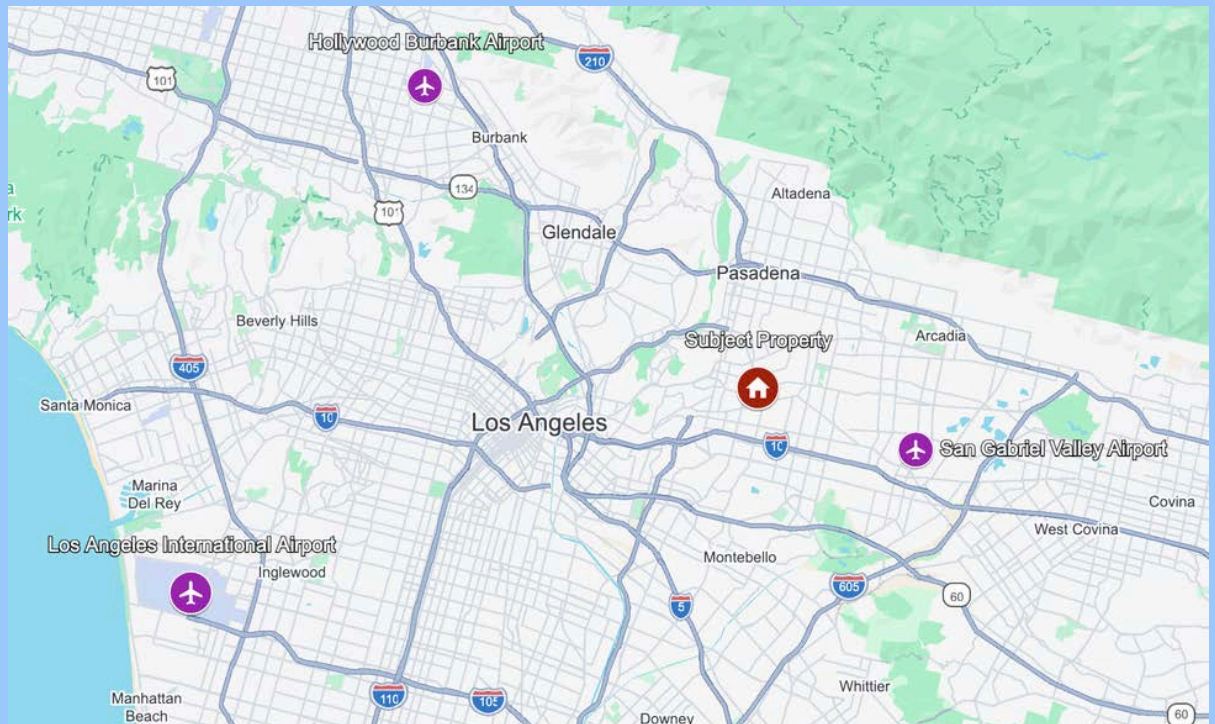 Hollywood Burbank Airport
210
101
Burbank
134
Altadena
101
Glendale
Pasadena
Beverly Hills
Arcadia
Subject Property
405
Santa Monica
10
Los Angeles
10
San Gabriel Valley Airport
Marina
Del Rey
Covina
West Covina
Los Angeles International Airport
Montebello
Inglewood
605
60
5
Whittier
110
105
Manhattan
Beach
Downey
60
a
rk